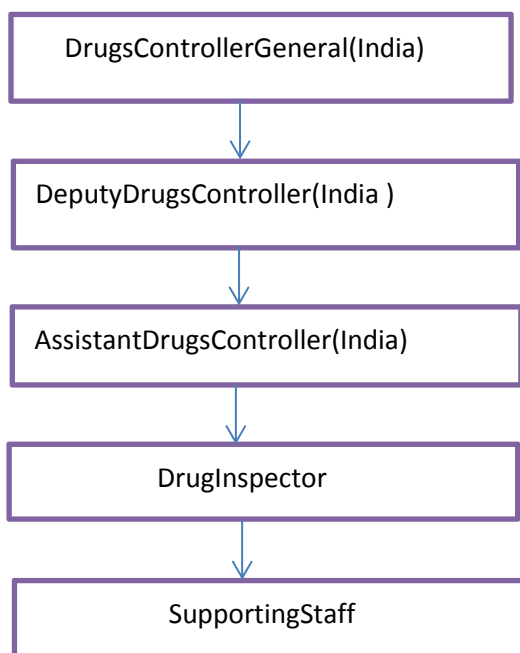 DrugsControllerGeneral(India)
DeputyDrugsController(India )
AssistantDrugsController(India)
DrugInspector
SupportingStaff